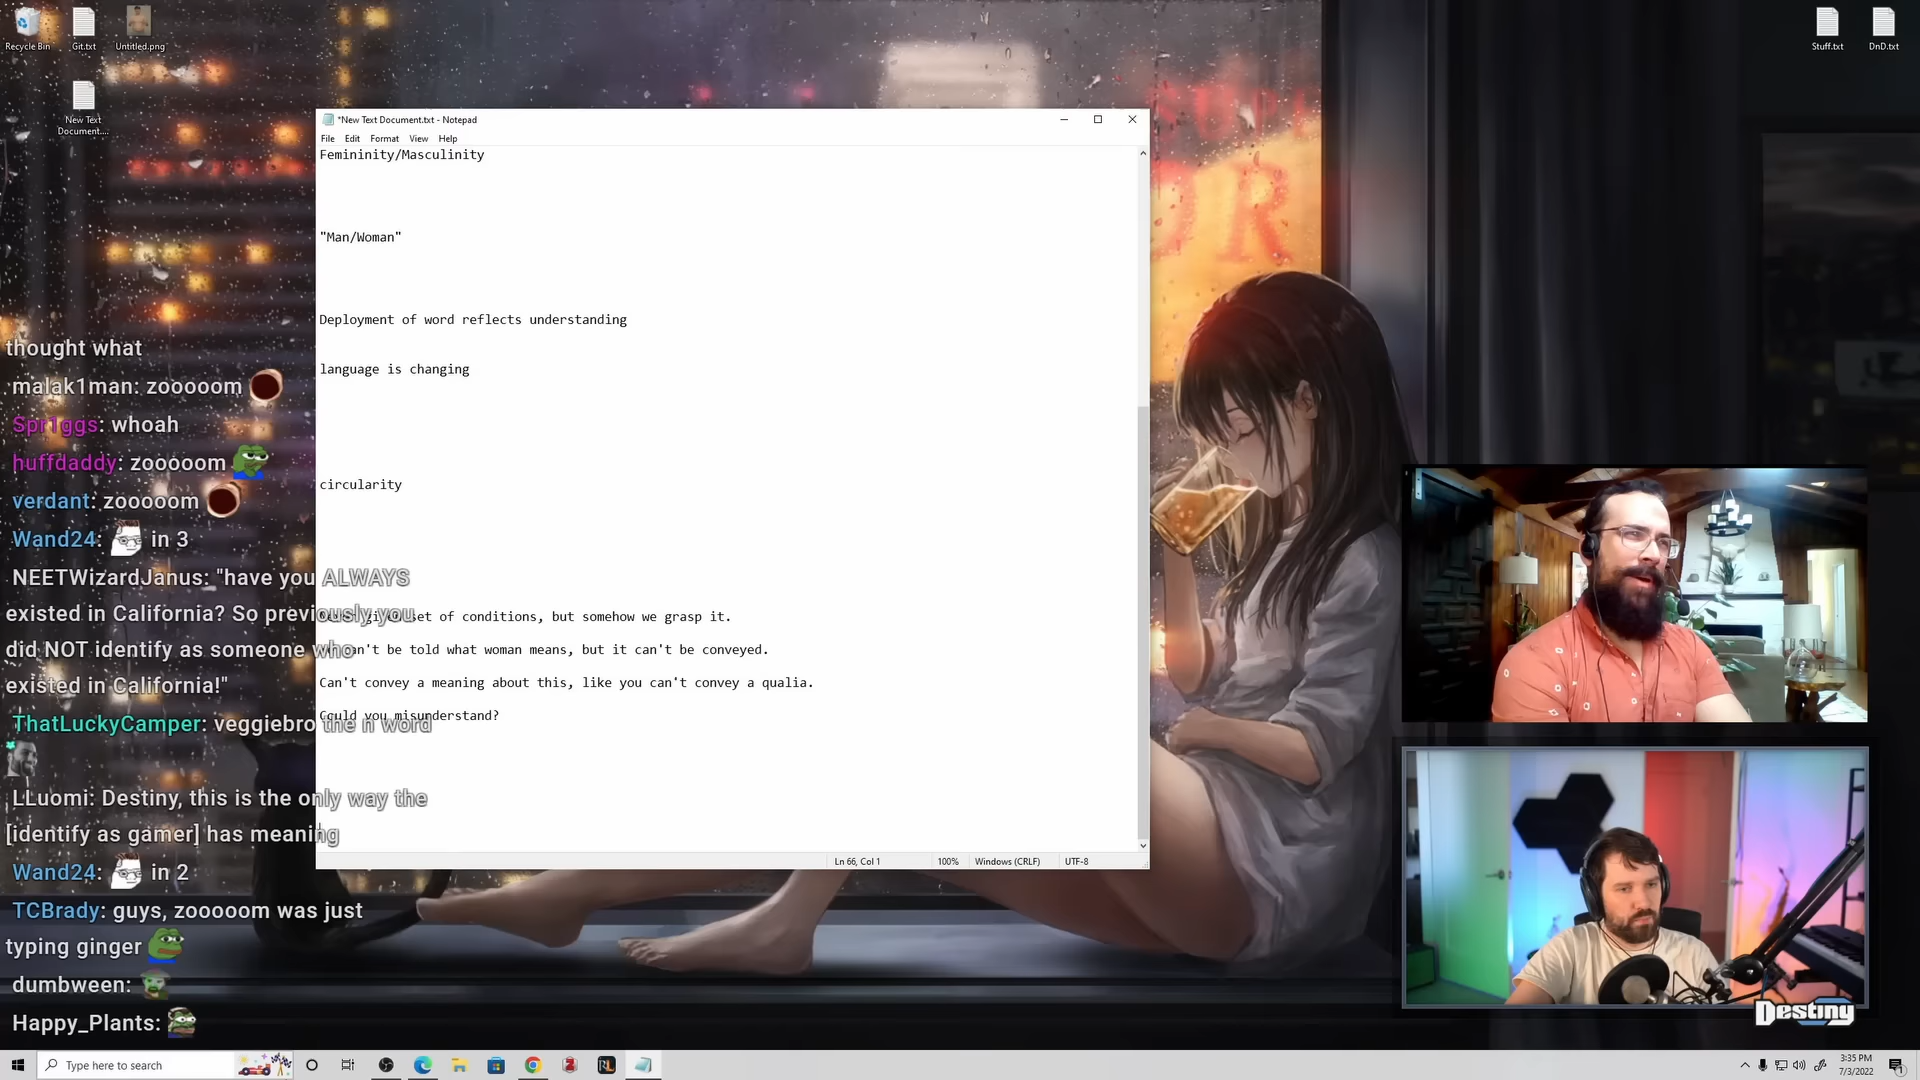 Recycle Bin
Git.txt
Untitled.png
Stuff.txt
DnD.txt
New Text
Document....
*New Text Document.txt - Notepad
File Edit Format View Help
Femininity/Masculinity
"Man/Woman"
Deployment of word reflects understanding
language is changing
circularity
set of conditions, but somehow we grasp it.
can't be told what woman means, but it can't be conveyed.
Can't convey a meaning about this, like you can't convey a qualia.
Could you misunderstand?
Ln 66, Col 1
100%
Windows (CRLF)
UTF-8
thought what
malak1man: zooooom
Spr1ggs: whoah
huffdaddy: zooooom
verdant: zooooom
Wand24: in 3
NEETWizardJanus: "have you ALWAYS
existed in California? So previously you
did NOT identify as someone who
existed in California!"
ThatLuckyCamper: veggiebro the n word
LLuomi: Destiny, this is the only way the
[identify as gamer] has meaning
Wand24: in 2
TCBrady: guys, zooooom was just
typing ginger
dumbween:
Happy_Plants:
Destiny
Type here to search
3:35 PM
7/3/2022